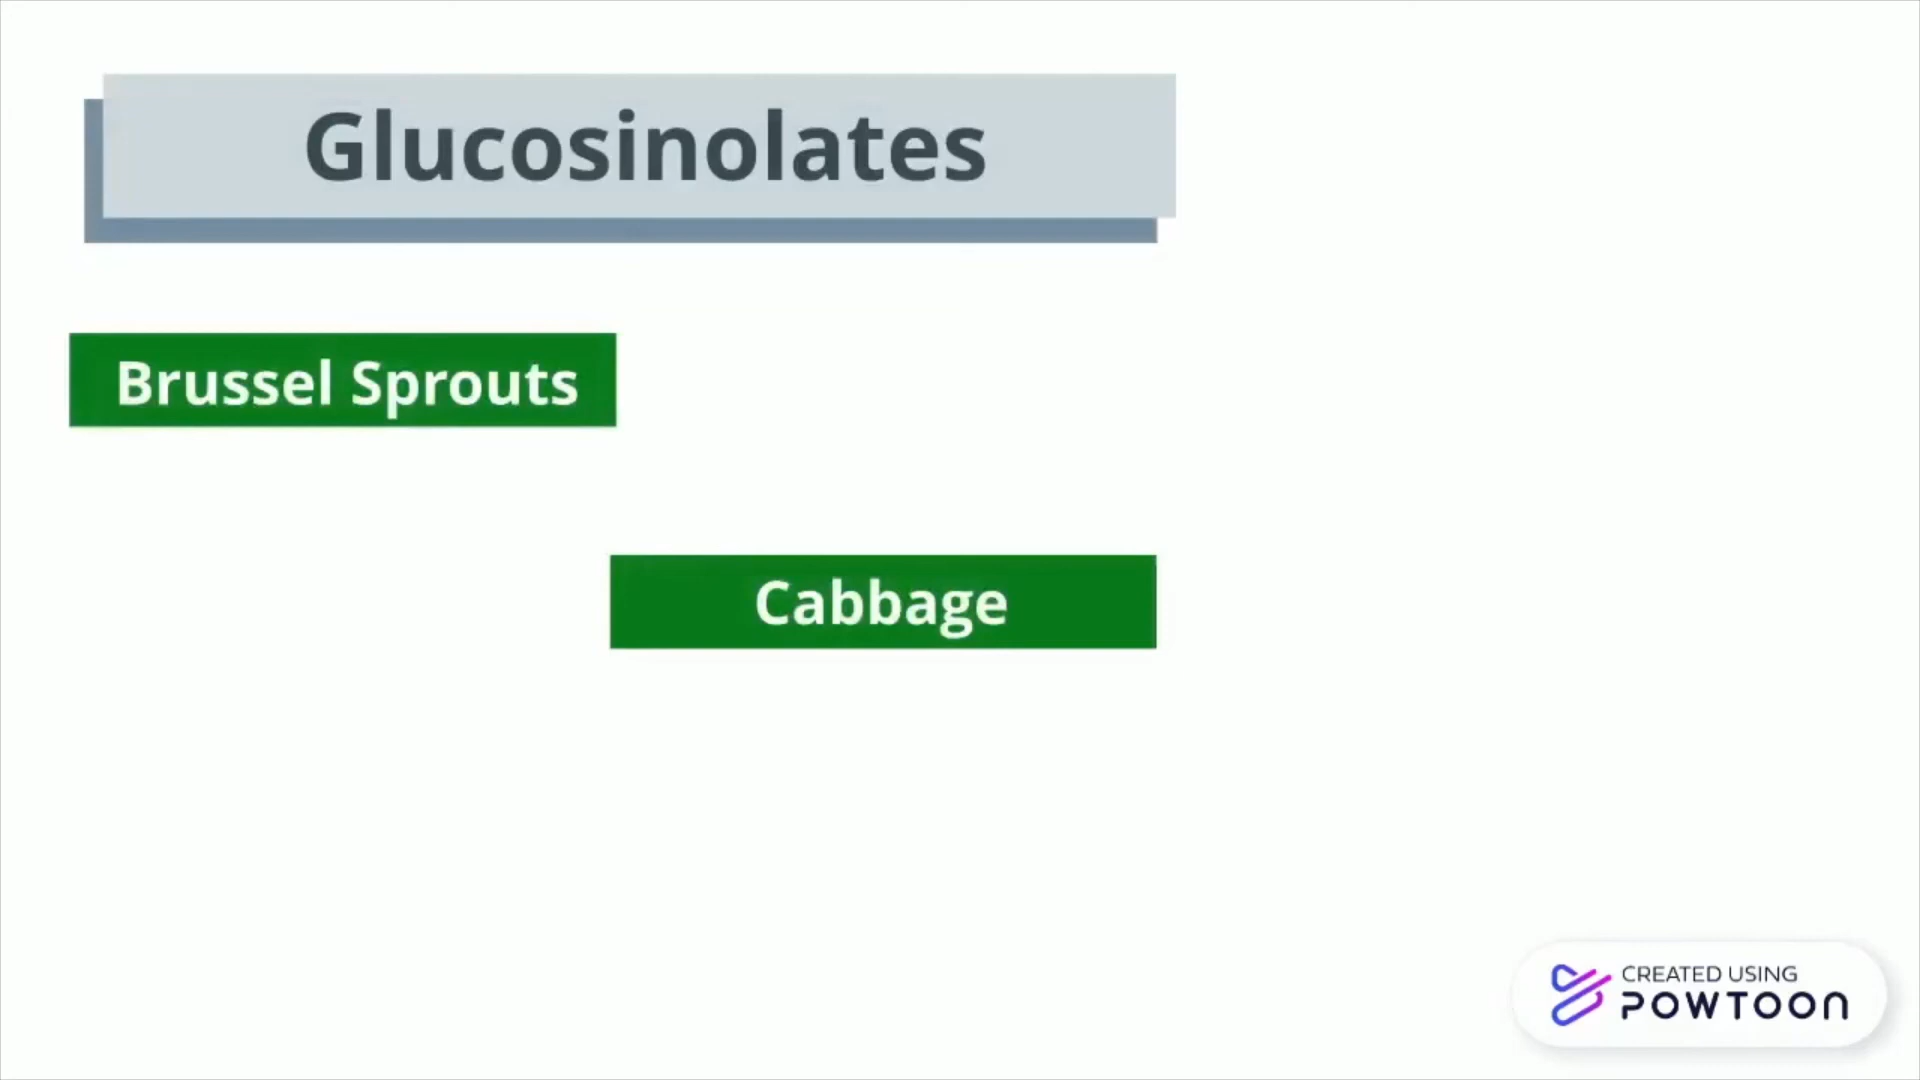 Glucosinolates
Brussel Sprouts
Cabbage
CREATED USING
POWTOON